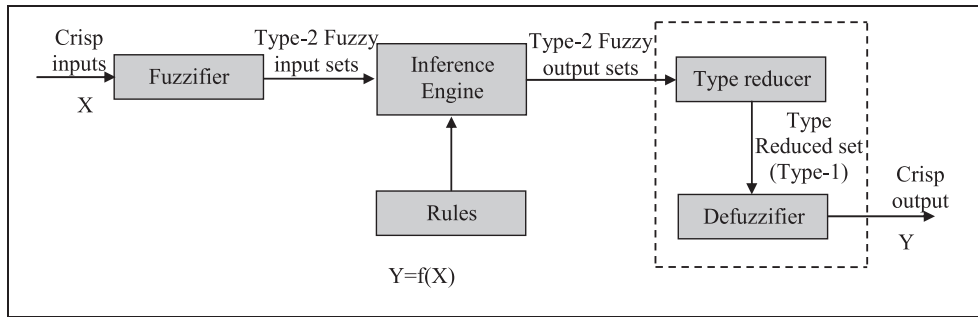 Crisp
inputs
X
Fuzzifier
Type-2 Fuzzy
input sets
Inference
Engine
Type-2 Fuzzy
output sets
Type reducer
Type
Reduced set
(Type-1)
Rules
Defuzzifier
Crisp
output
Y
Y=f(X)